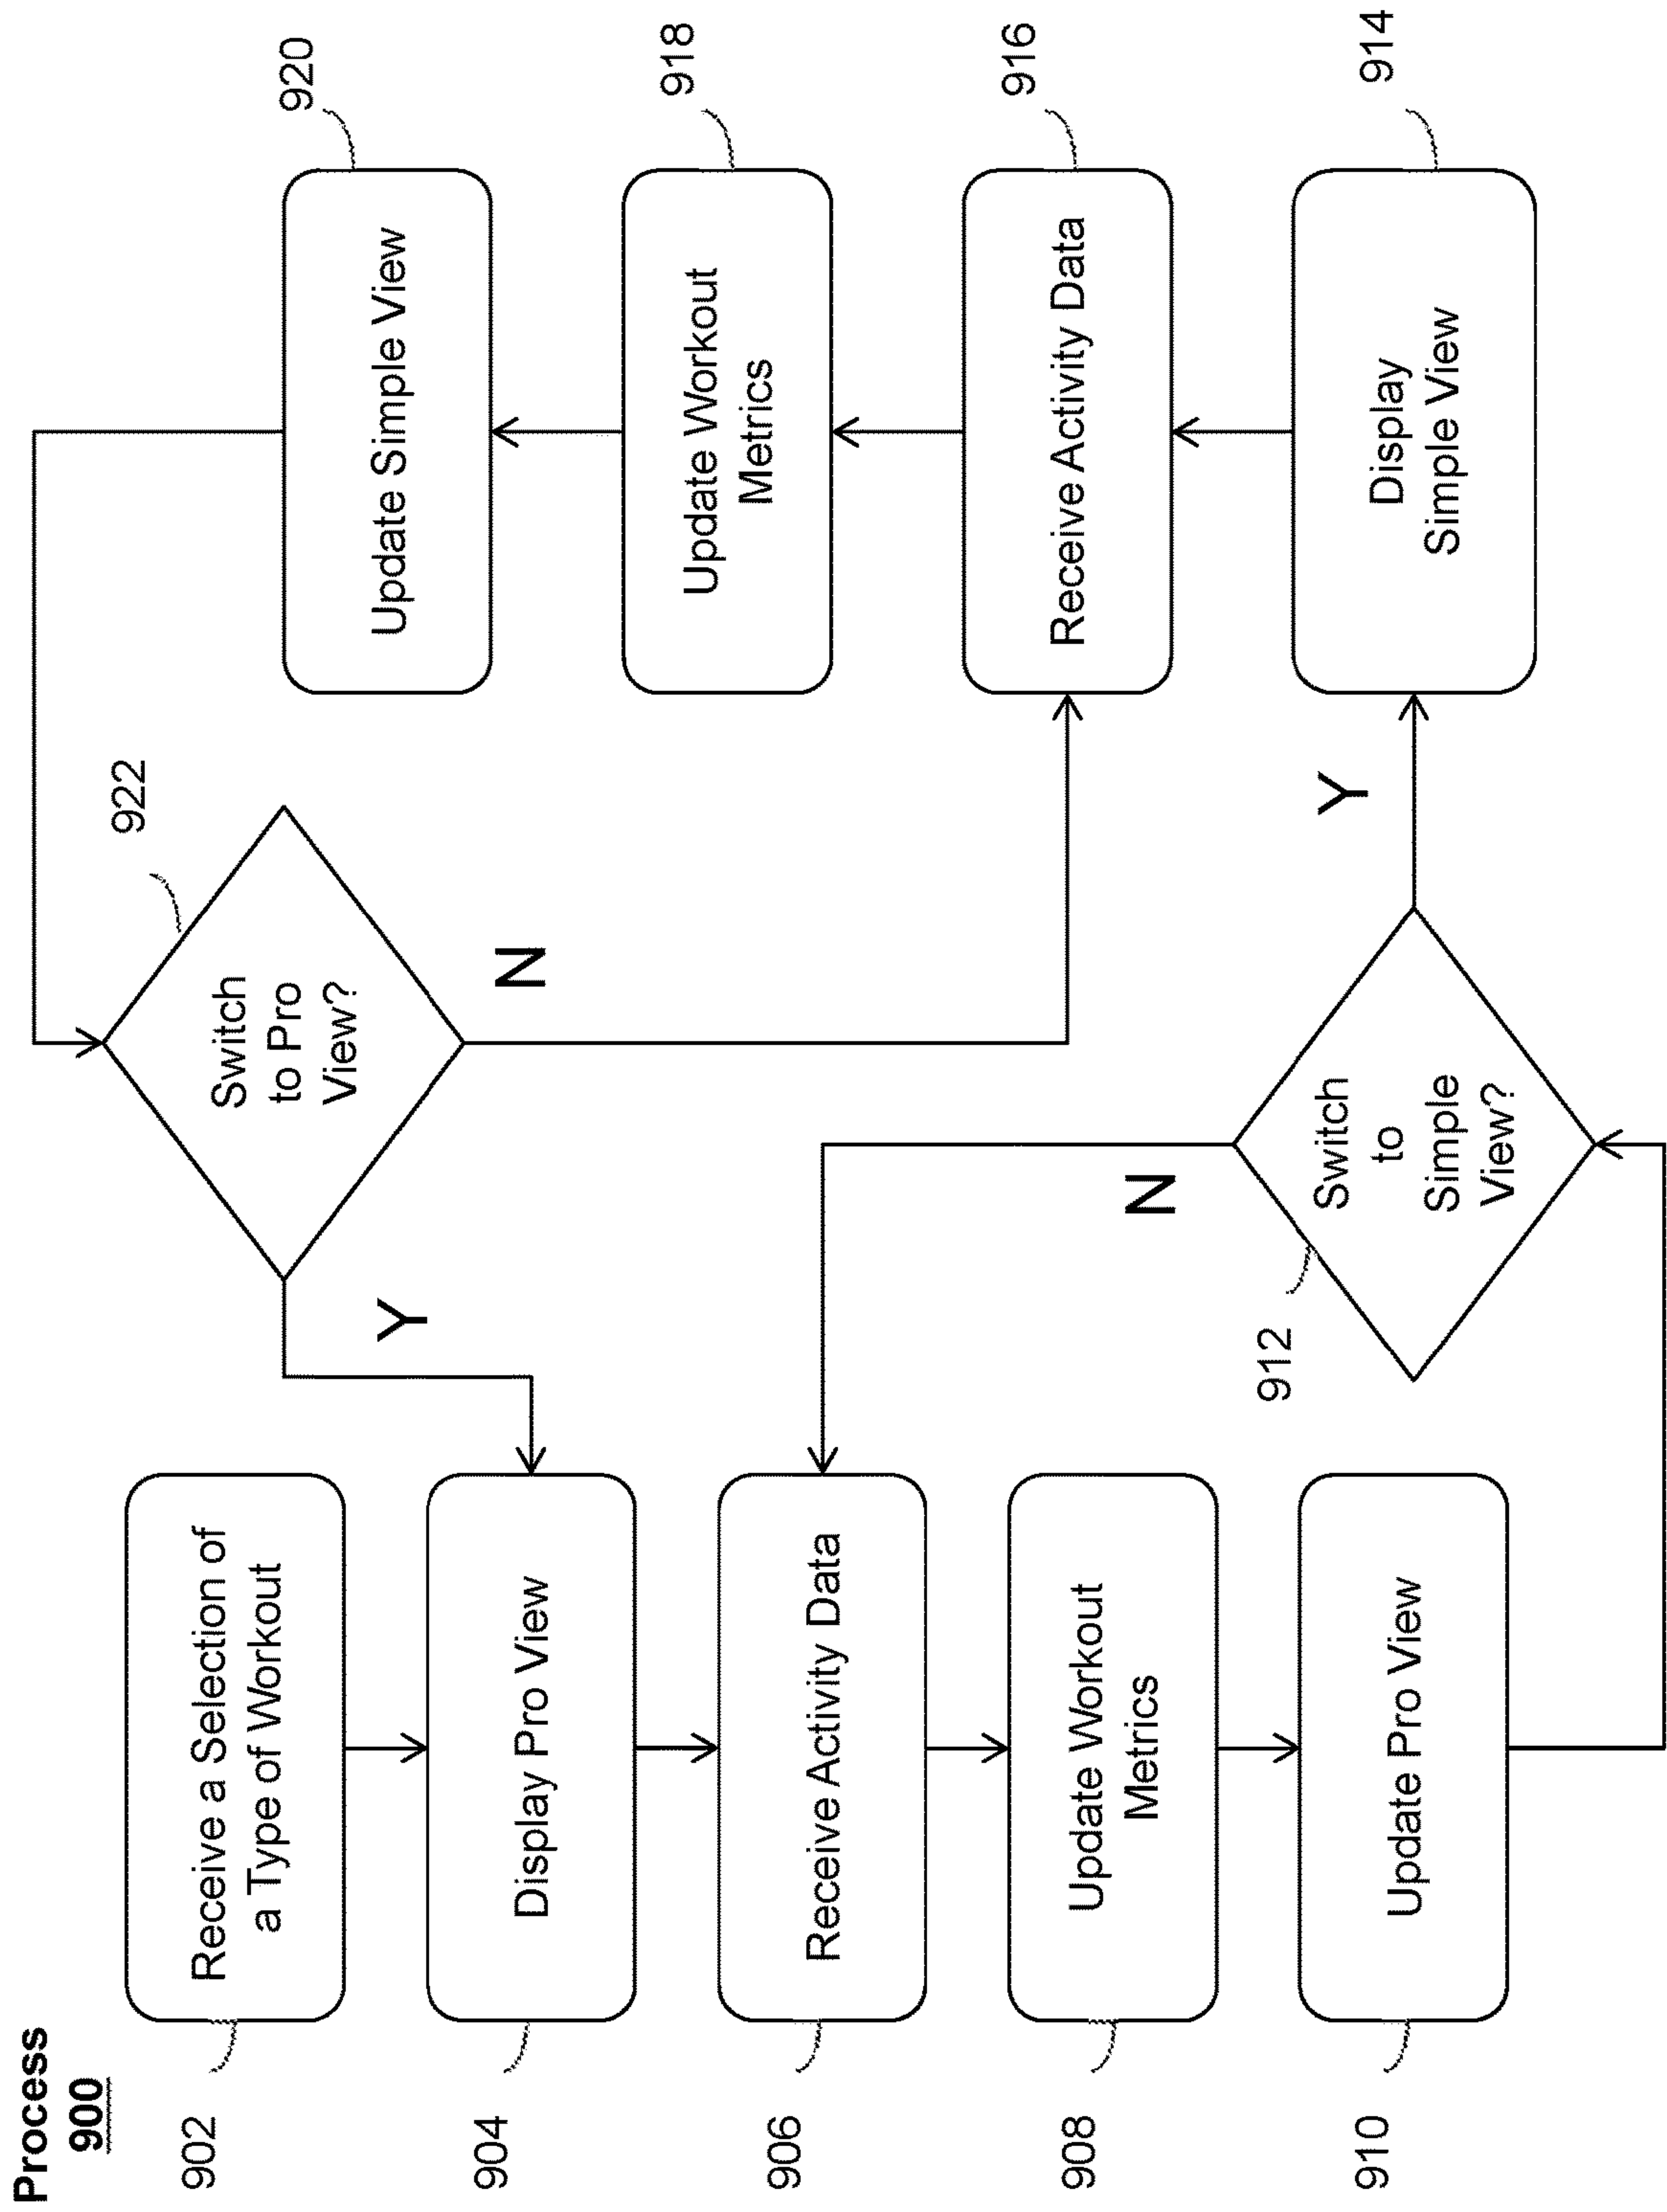 Process
900
902
Receive a Selection of
a Type of Workout
904
Display Pro View
906
Receive Activity Data
908
Update Workout
Metrics
910
Update Pro View
912
Switch
to
Simple
View?
N
Y
914
Display
Simple View
916
Receive Activity Data
918
Update Workout
Metrics
920
Update Simple View
922
Switch
to Pro
View?
Y
N